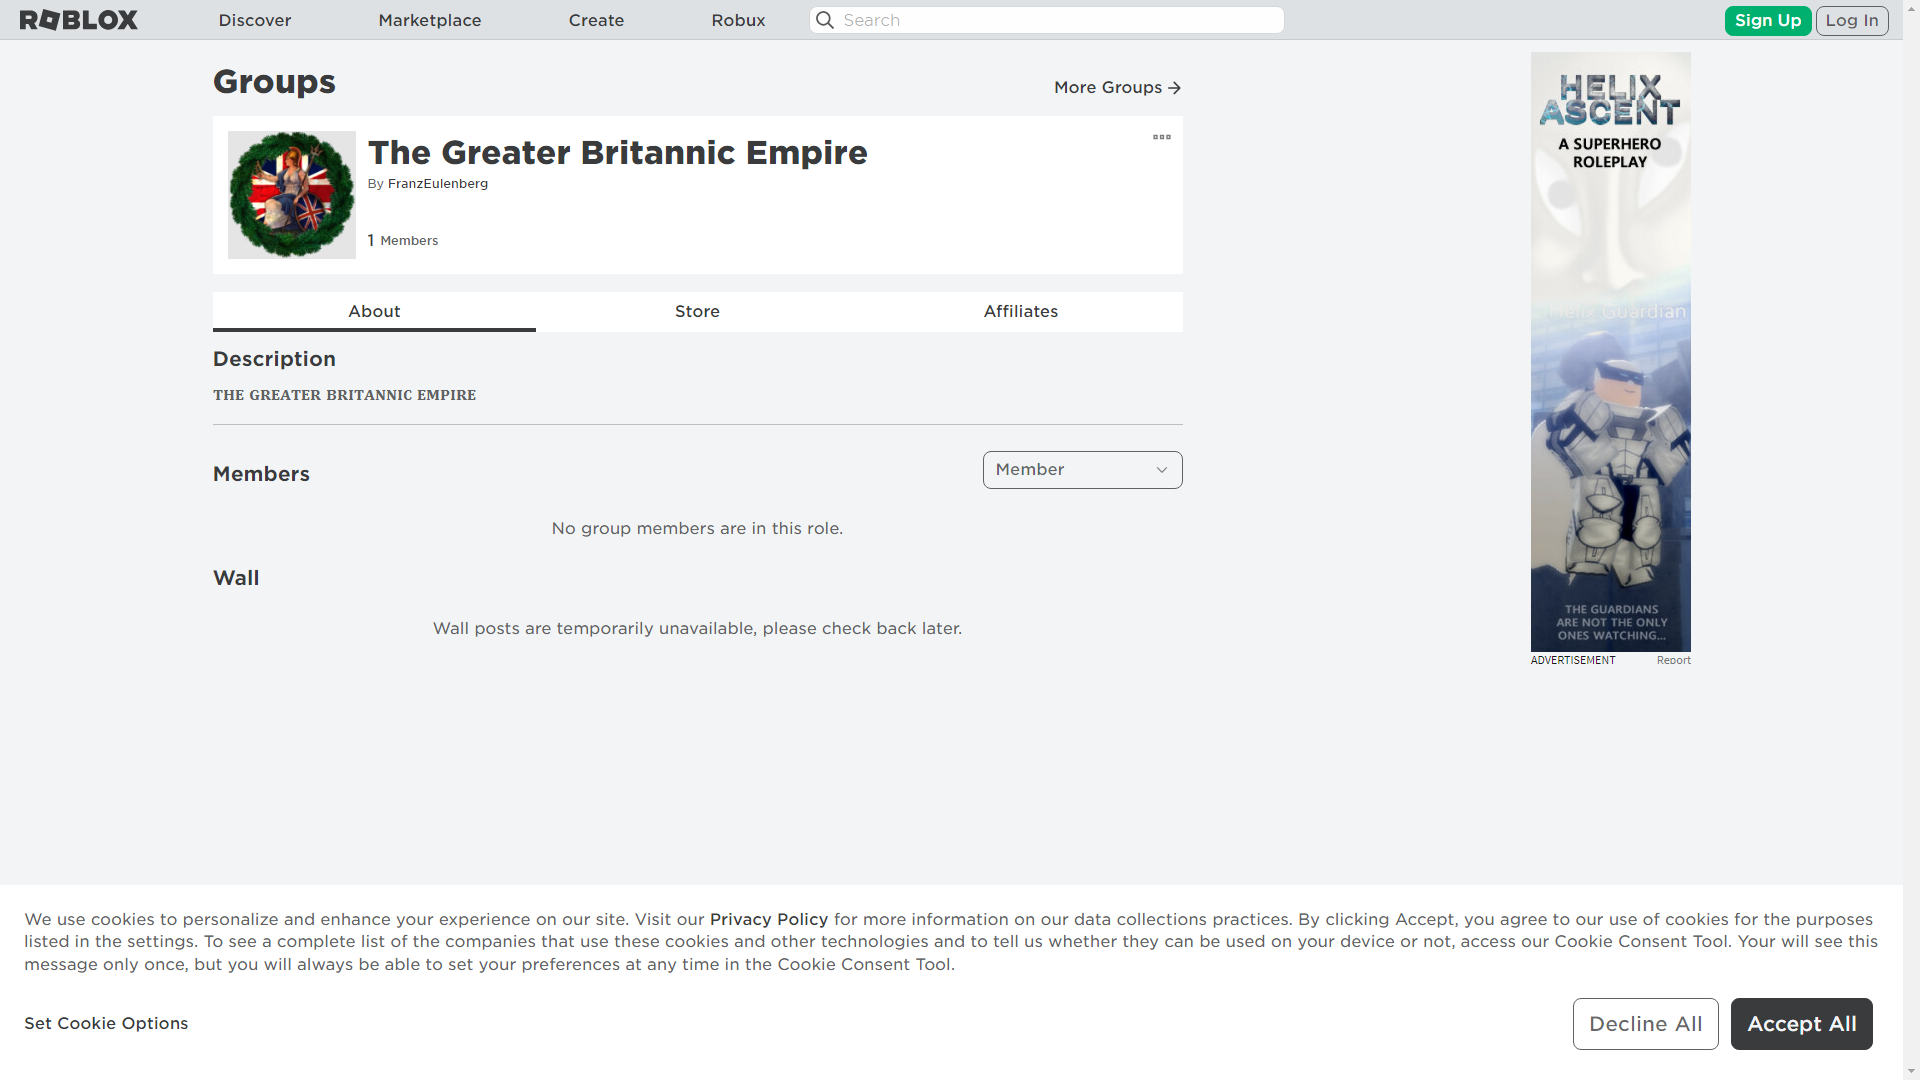 ROBLOX
Discover
Marketplace
Create
Robux
Search
Sign Up
Log In
Groups
More Groups
The Greater Britannic Empire
By FranzEulenberg
1 Members
About
Store
Affiliates
Description
THE GREATER BRITANNIC EMPIRE
Members
Member
No group members are in this role.
Wall
Wall posts are temporarily unavailable, please check back later.
HELIX
ASCENT
A SUPERHERO
ROLEPLAY
Helix Guardian
THE GUARDIANS
ARE NOT THE ONLY
ONES WATCHING...
ADVERTISEMENT
Report
We use cookies to personalize and enhance your experience on our site. Visit our Privacy Policy for more information on our data collections practices. By clicking Accept, you agree to our use of cookies for the purposes
listed in the settings. To see a complete list of the companies that use these cookies and other technologies and to tell us whether they can be used on your device or not, access our Cookie Consent Tool. Your will see this
message only once, but you will always be able to set your preferences at any time in the Cookie Consent Tool.
Set Cookie Options
Decline All
Accept All